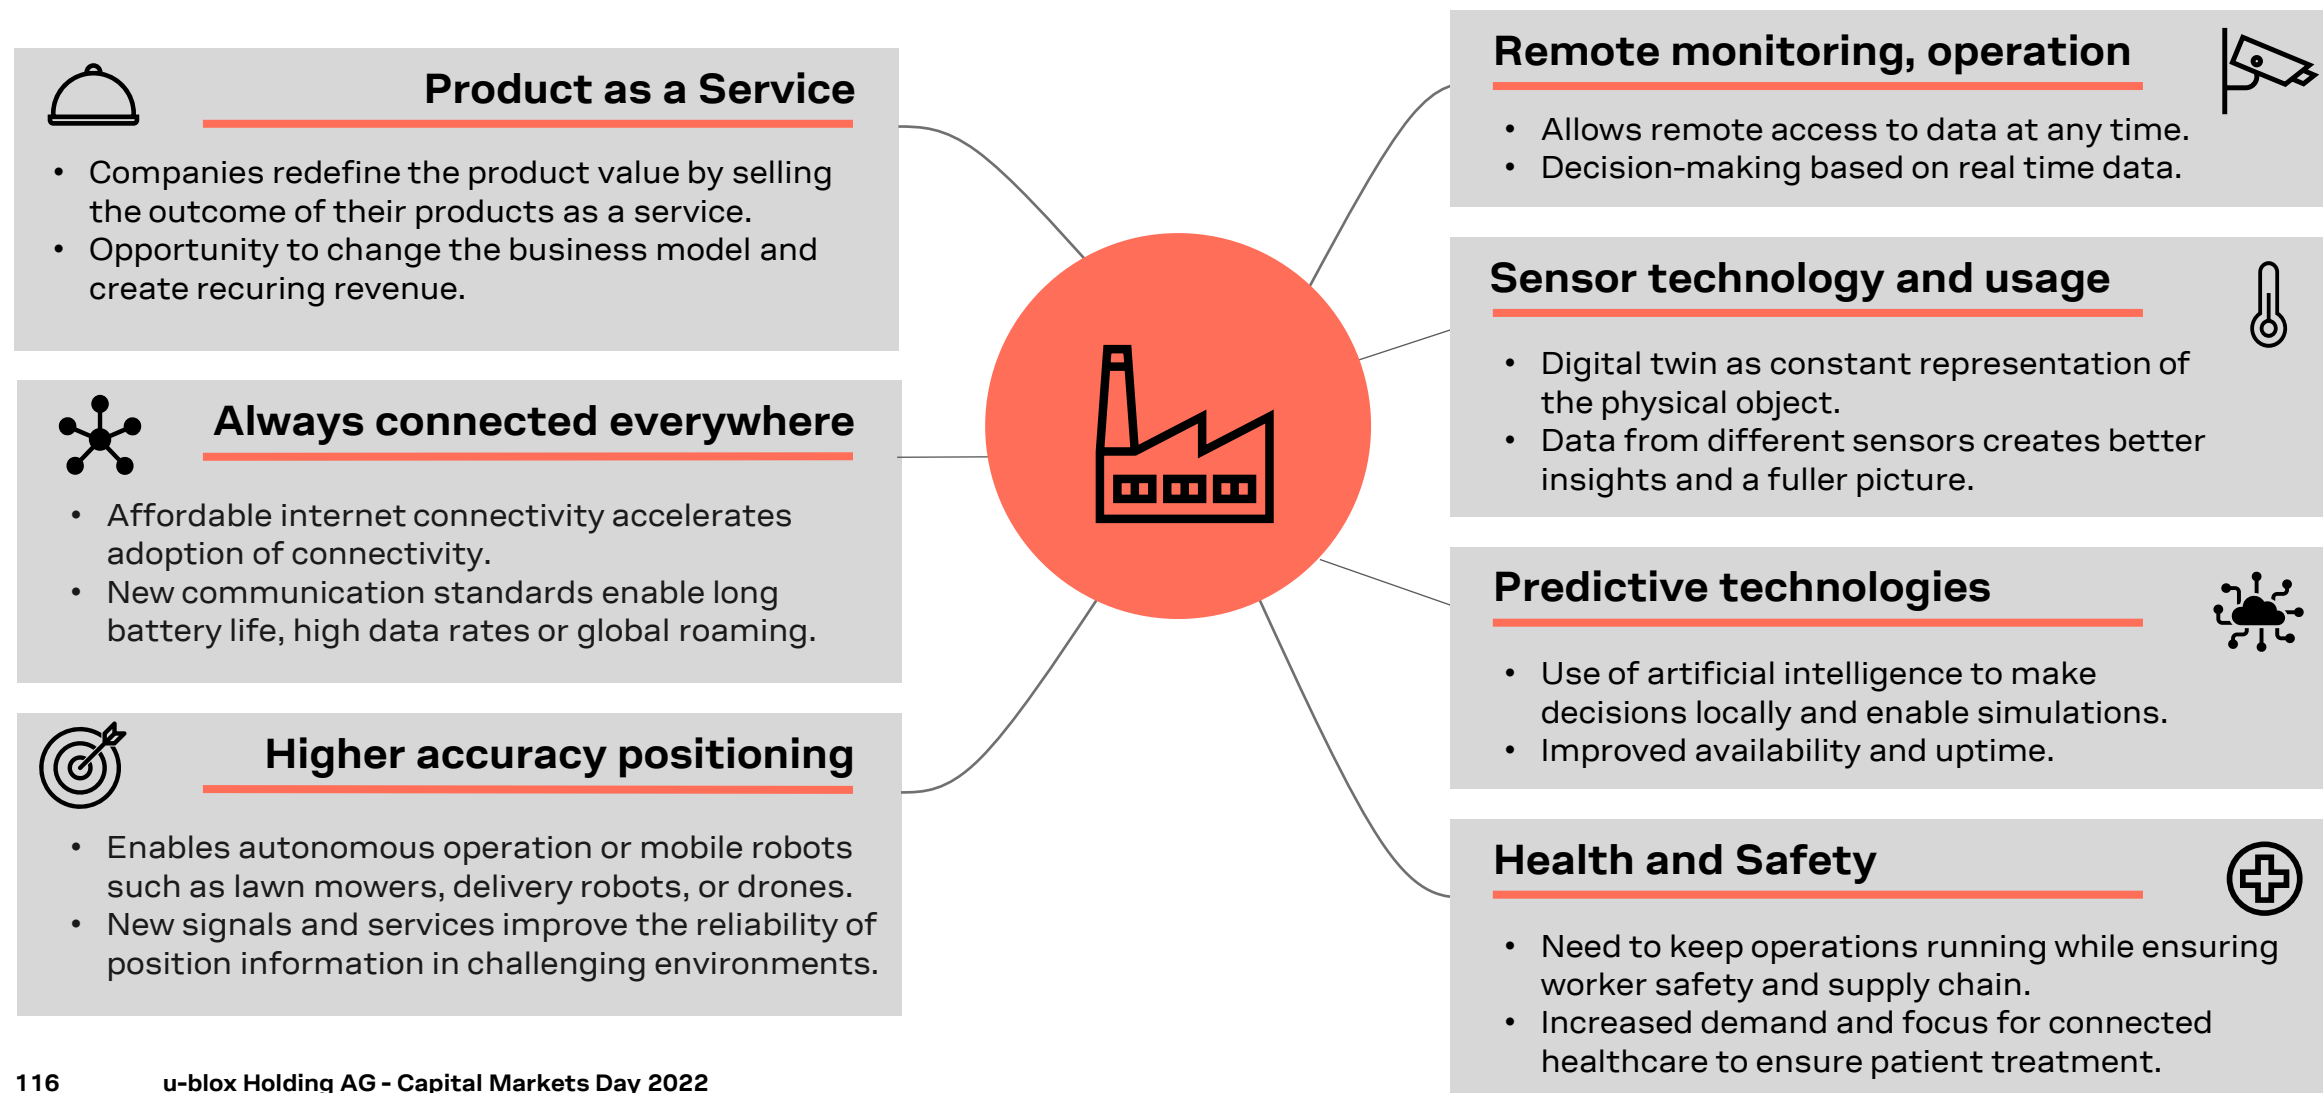 Product as a Service
• Companies redefine the product value by selling
the outcome of their products as a service.
• Opportunity to change the business model and
create recuring revenue.
Always connected everywhere
• Affordable internet connectivity accelerates
adoption of connectivity.
• New communication standards enable long
battery life, high data rates or global roaming.
Higher accuracy positioning
• Enables autonomous operation or mobile robots
such as lawn mowers, delivery robots, or drones.
• New signals and services improve the reliability of
position information in challenging environments.
Remote monitoring, operation
• Allows remote access to data at any time.
• Decision-making based on real time data.
Sensor technology and usage
• Digital twin as constant representation of
the physical object.
• Data from different sensors creates better
insights and a fuller picture.
Predictive technologies
• Use of artificial intelligence to make
decisions locally and enable simulations.
• Improved availability and uptime.
Health and Safety
• Need to keep operations running while ensuring
worker safety and supply chain.
• Increased demand and focus for connected
healthcare to ensure patient treatment.
116 u-blox Holding AG - Capital Markets Day 2022